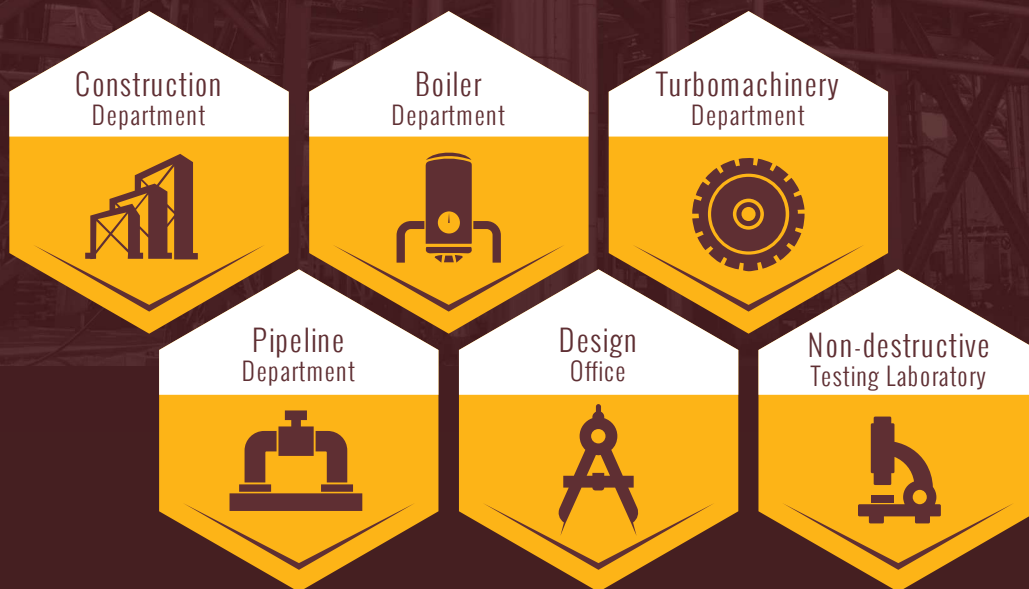 Construction
Department
Boiler
Department
Turbomachinery
Department
Pipeline
Department
Design
Office
Non-destructive
Testing Laboratory